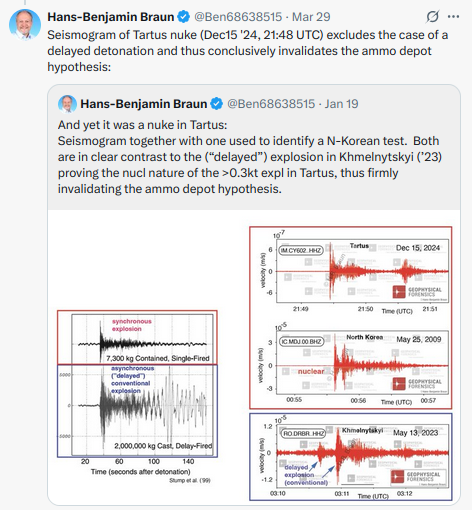 Hans-Benjamin Braun @Ben68638515 · Mar 29
Seismogram of Tartus nuke (Dec15 '24, 21:48 UTC) excludes the case of a
delayed detonation and thus conclusively invalidates the ammo depot
hypothesis:
Hans-Benjamin Braun @Ben68638515 · Jan 19
And yet it was a nuke in Tartus:
Seismogram together with one used to identify a N-Korean test. Both
are in clear contrast to the (“delayed”) explosion in Khmelnytskyi ('23)
proving the nucl nature of the >0.3kt expl in Tartus, thus firmly
invalidating the ammo depot hypothesis.
synchronous
explosion
7,300 kg Contained, Single-Fired
asynchronous
("delayed")
conventional
explosion
5000
0
-5000
2,000,000 kg Cast, Delay-Fired
20 60 100 140
Time (seconds after detonation)
Stump et al. ('99)
10-7
IM.CY602..HHZ
Tartus
Dec 15, 2024
velocity (m/s)
6
0
-6
GEOPHYSICAL
FORENSICS
21:49 21:50 21:51
Time (UTC)
10-5
IC.MDJ.00.BHZ
North Korea
May 25, 2009
velocity (m/s)
3
0
-3
nuclear
GEOPHYSICAL
FORENSICS
00:55 00:56 00:57
Time (UTC)
10-5
RO.DRBR..HHZ
Khmelnytskyi
May 13, 2023
velocity (m/s)
1.2
0
-1.2
delayed
explosion
(conventional)
GEOPHYSICAL
FORENSICS
03:10 03:11 03:12
Time (UTC)